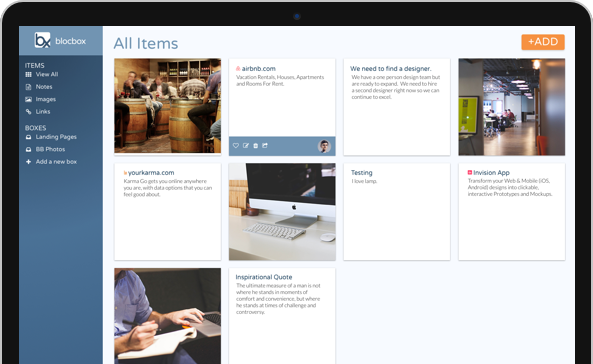 bx blocbox
ITEMS
View All
Notes
Images
Links
BOXES
Landing Pages
BB Photos
Add a new box
All Items
+ADD
airbnb.com
Vacation Rentals, Houses, Apartments
and Rooms For Rent.
We need to find a designer.
We have a one person design team but
are ready to expand. We need to hire
a second designer right now so we can
continue to excel.
yourkarma.com
Karma Go gets you online anywhere
you are, with data options that you can
feel good about.
Testing
I love lamp.
Invision App
Transform your Web & Mobile (iOS,
Android) designs into clickable,
interactive Prototypes and Mockups.
Inspirational Quote
The ultimate measure of a man is not
where he stands in moments of
comfort and convenience, but where
he stands at times of challenge and
controversy.